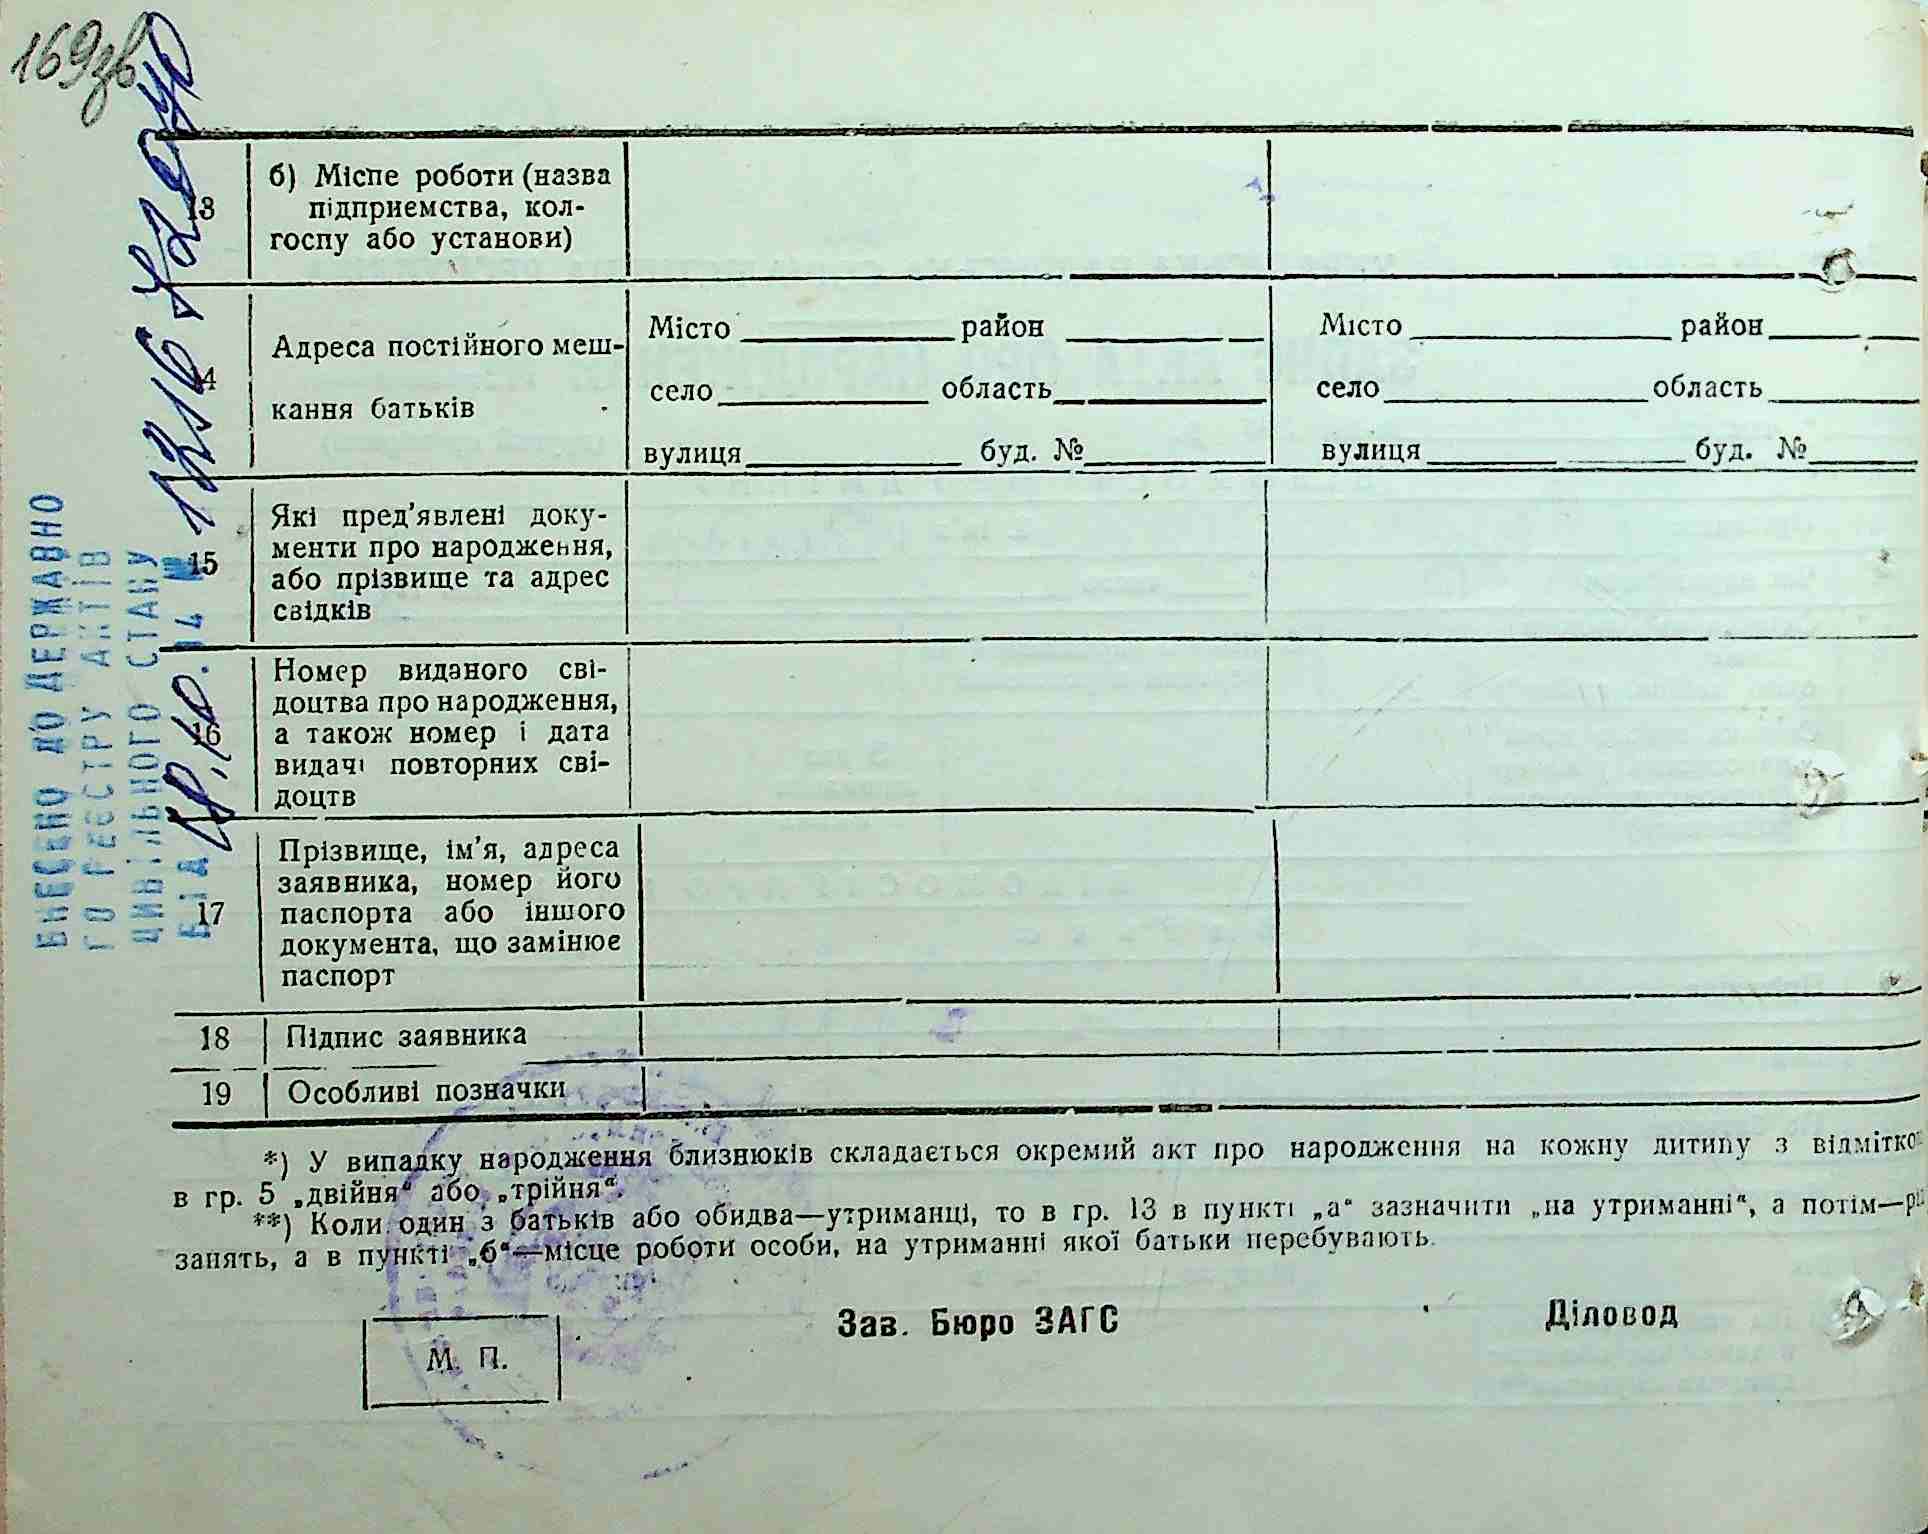 169зв
13
б) Місце роботи (назва
підприємства, кол-
госпу або установи)
14
Адреса постійного меш-
кання батьків
Місто район
село область
вулиця буд. №
Місто район
село область
вулиця буд. №
15
Які пред'явлені доку-
менти про народження,
або прізвище та адрес
свідків
16
Номер виданого сві-
доцтва про народження,
а також номер і дата
видачі повторних сві-
доцтв
17
Прізвище, ім'я, адреса
заявника, номер його
паспорта або іншого
документа, що замінює
паспорт
18 Підпис заявника
19 Особливі позначки
*) У випадку народження близнюків складається окремий акт про народження на кожну дитину з відміткою
в гр. 5 „двійня“ або „трійня“.
**) Коли один з батьків або обидва—утриманці, то в гр. 13 в пункті „а“ зазначити „на утриманні“, а потім—рід
занять, а в пункті „б“—місце роботи особи, на утриманні якої батьки перебувають.
М. П.
Зав. Бюро ЗАГС
Діловод
ВНЕСЕНО ДО ДЕРЖАВНО
ГО РЕЄСТРУ АКТІВ
ЦИВІЛЬНОГО СТАНУ
ВІД №